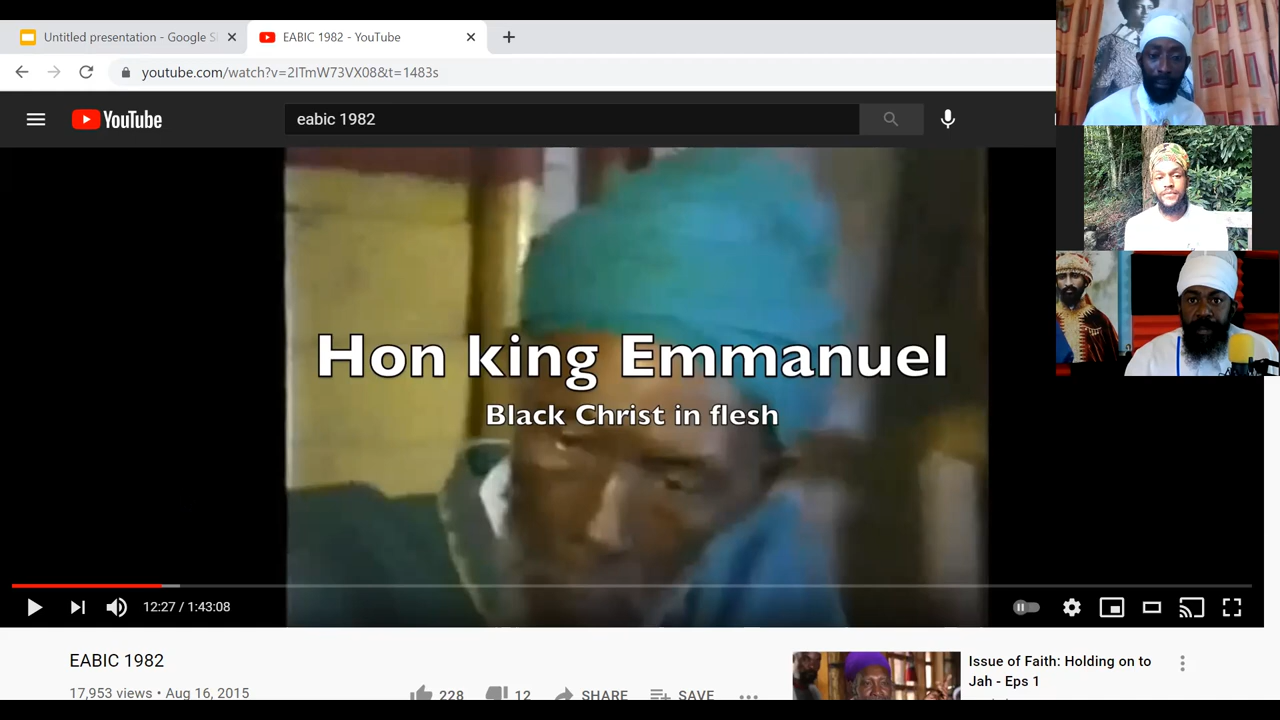 Untitled presentation - Google S
EABIC 1982 - YouTube
youtube.com/watch?v=2ITmW73VX08&t=1483s
YouTube
eabic 1982
Hon king Emmanuel
Black Christ in flesh
12:27 / 1:43:08
EABIC 1982
17,953 views • Aug 16, 2015
228
12
SHARE
SAVE
Issue of Faith: Holding on to
Jah - Eps 1